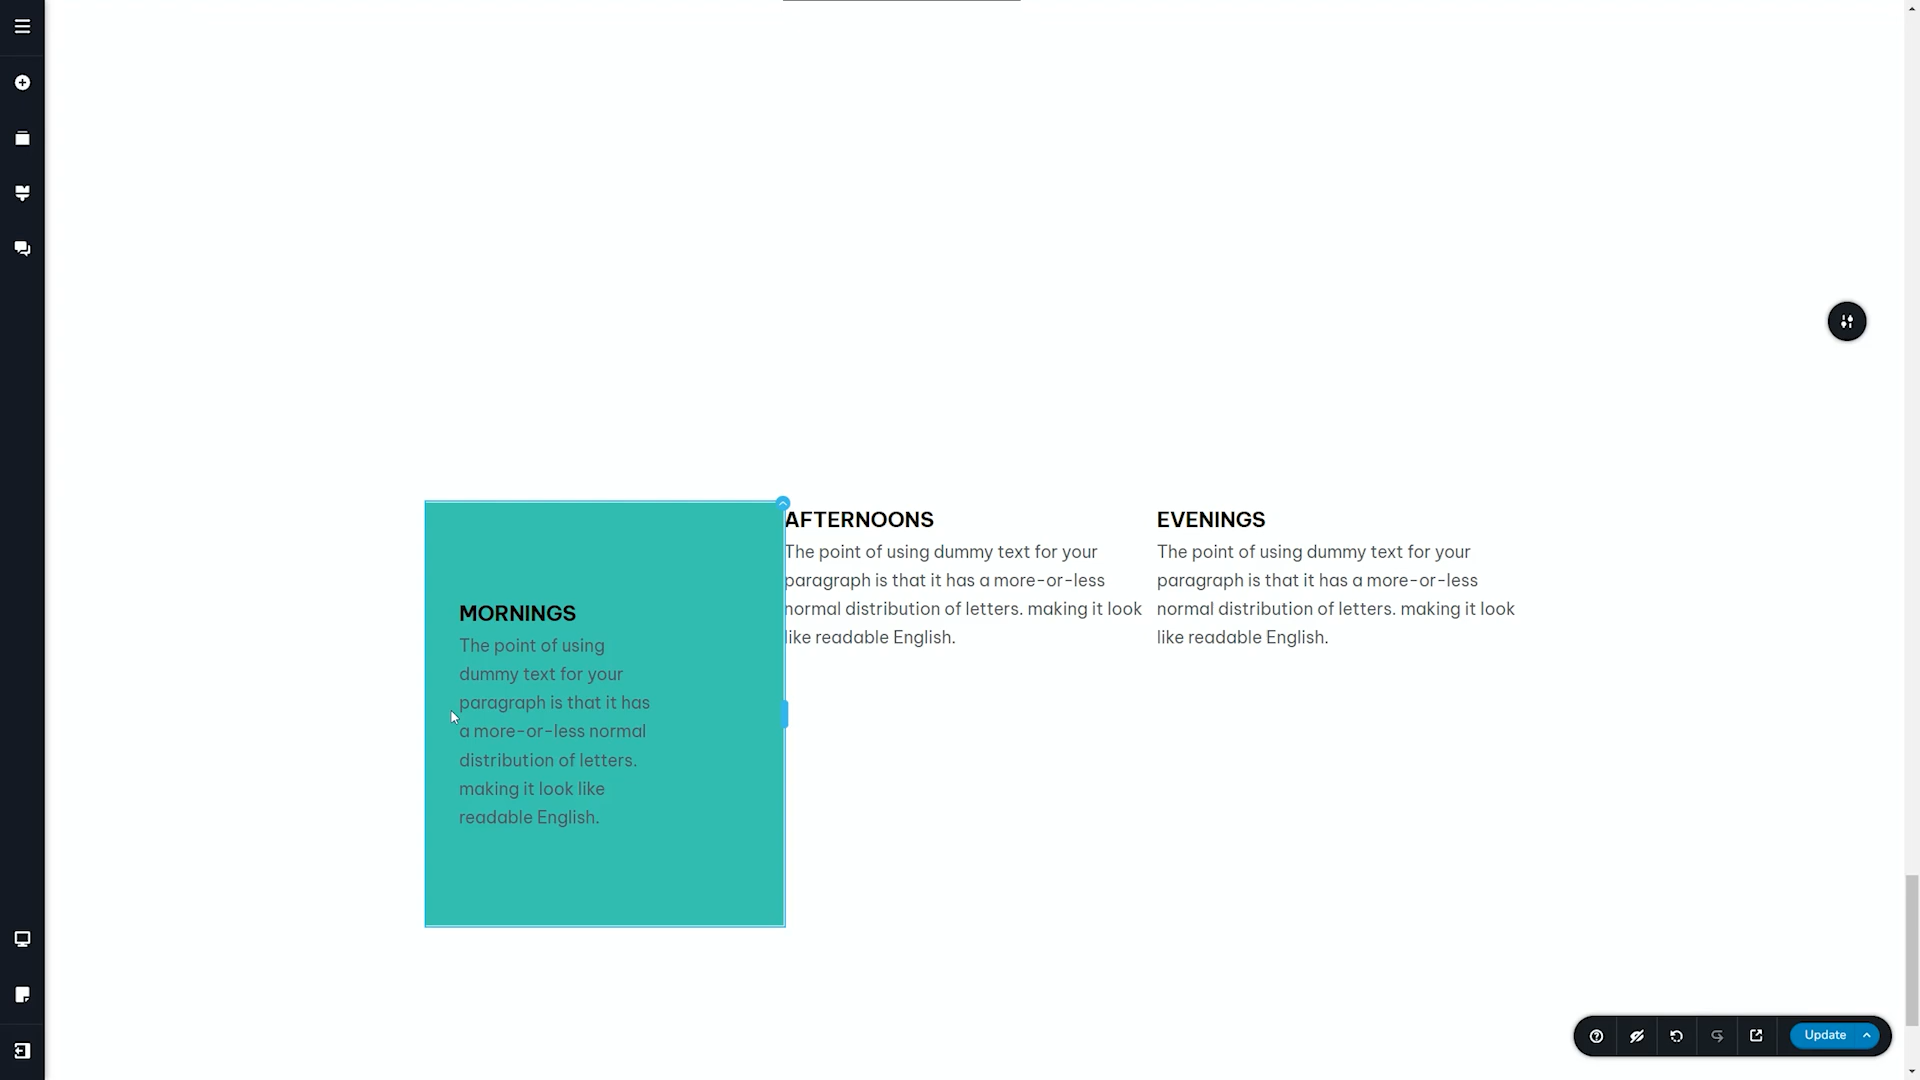 MORNINGS
The point of using
dummy text for your
paragraph is that it has
a more-or-less normal
distribution of letters.
making it look like
readable English.
AFTERNOONS
The point of using dummy text for your
paragraph is that it has a more-or-less
normal distribution of letters. making it look
like readable English.
EVENINGS
The point of using dummy text for your
paragraph is that it has a more-or-less
normal distribution of letters. making it look
like readable English.
Update